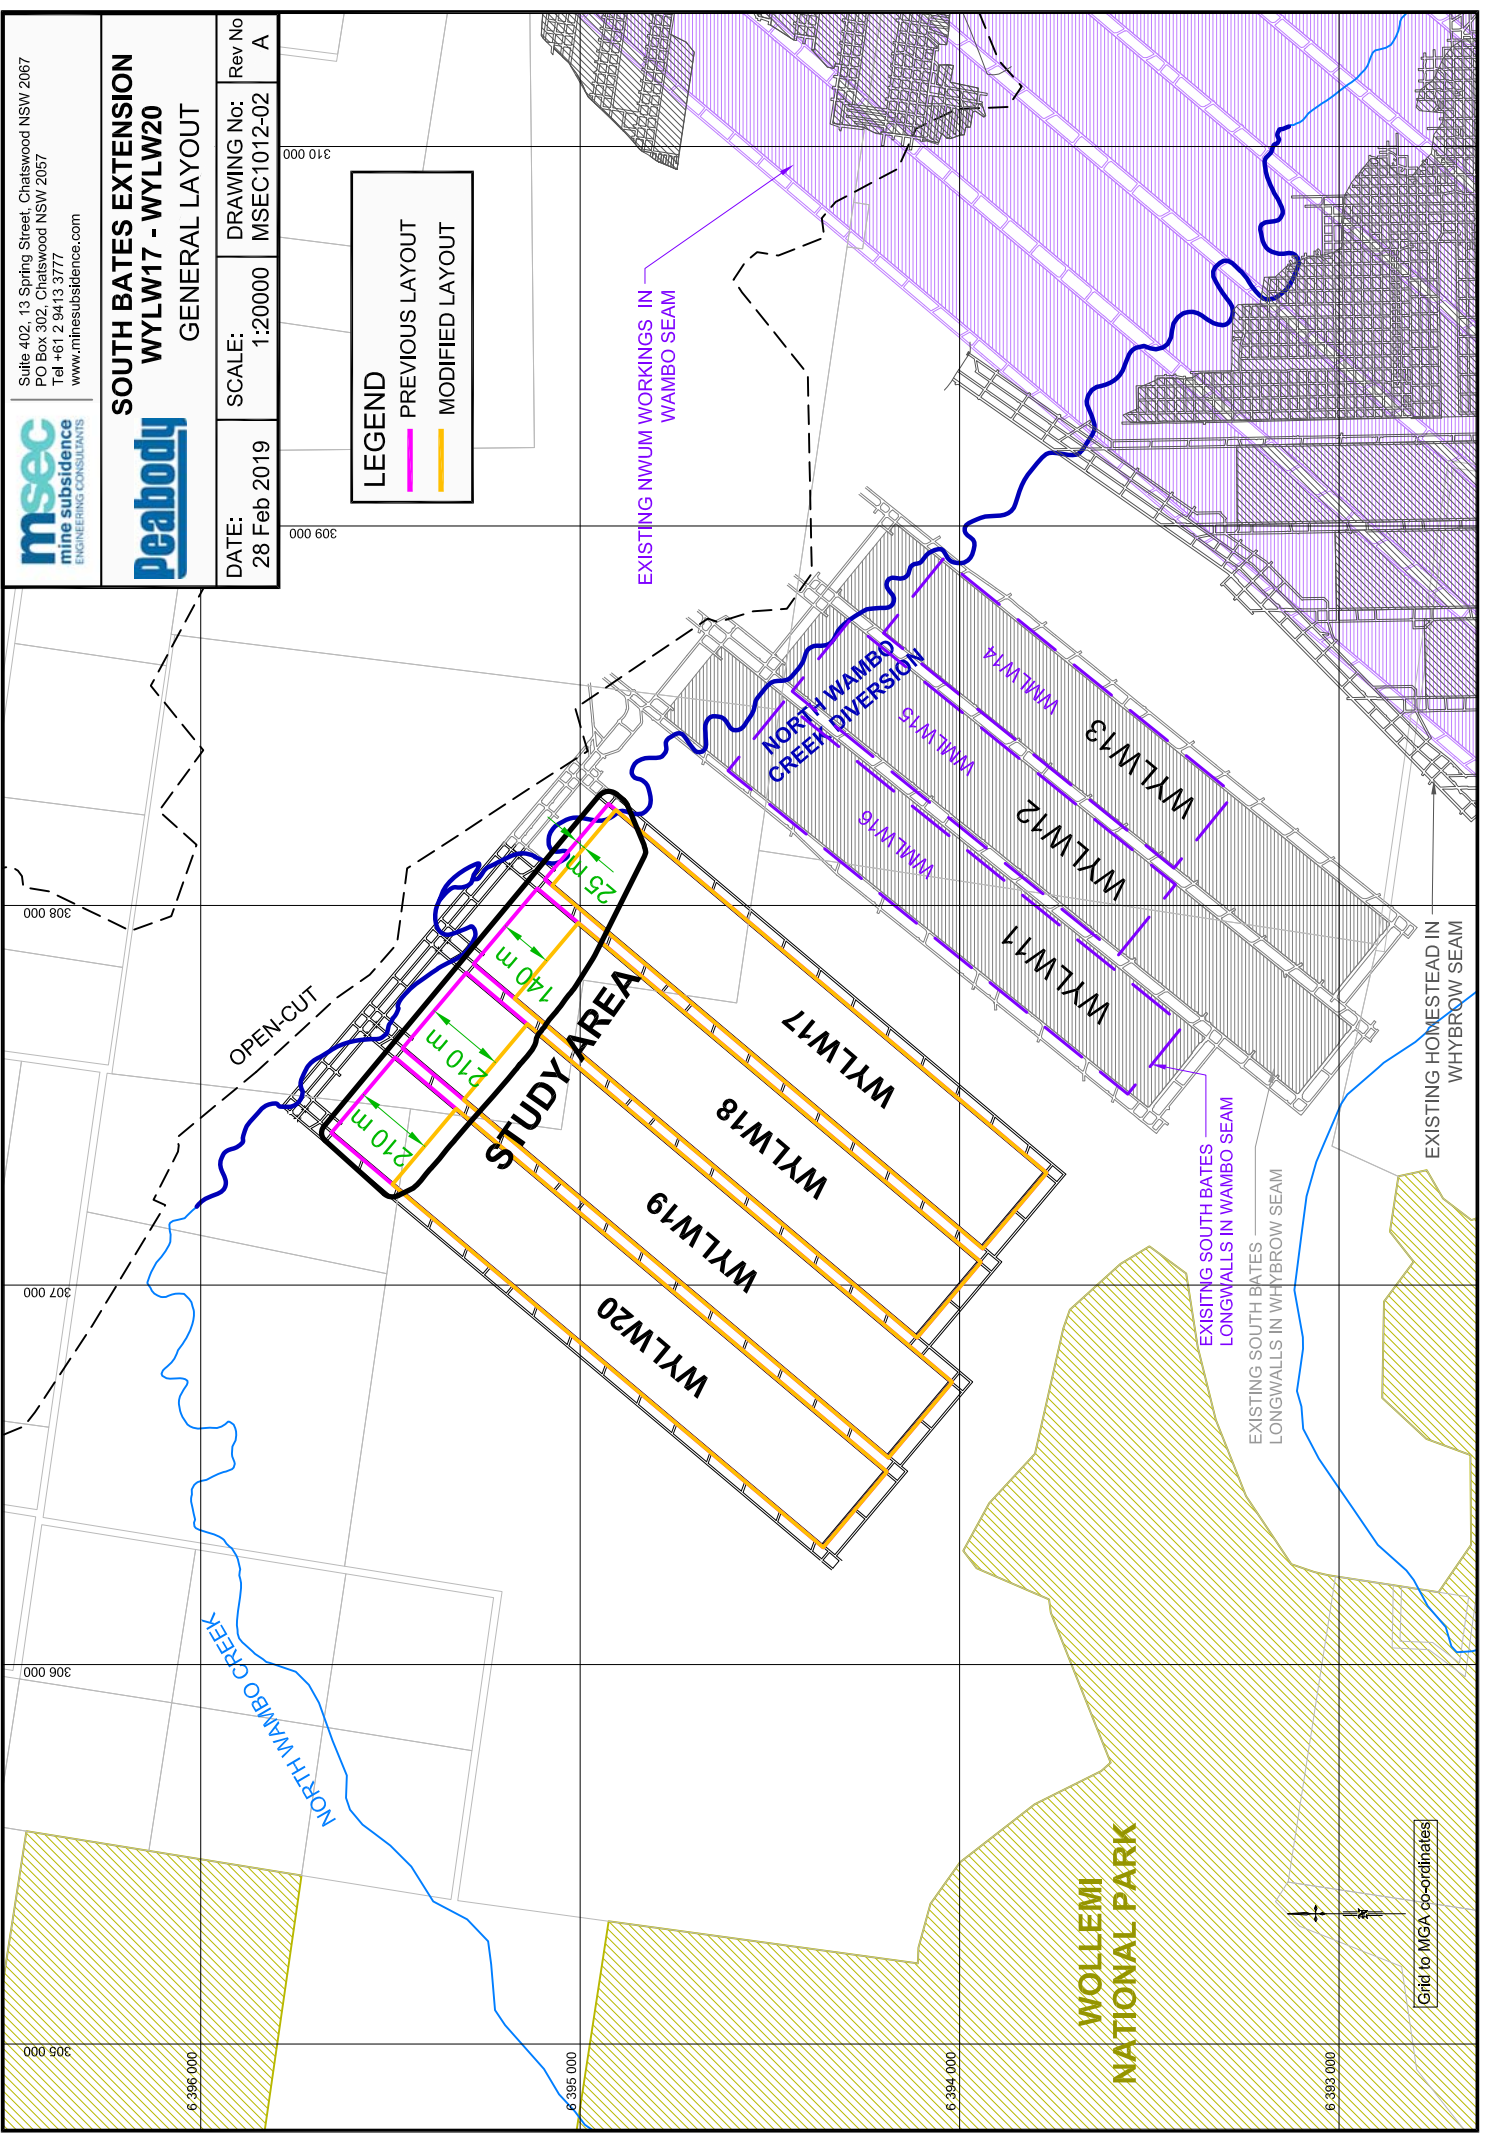 msec
mine subsidence
ENGINEERING CONSULTANTS
Suite 402, 13 Spring Street, Chatswood NSW 2067
PO Box 302, Chatswood NSW 2057
Tel +61 2 9413 3777
www.minesubsidence.com
Peabody
SOUTH BATES EXTENSION
WYLW17 - WYLW20
GENERAL LAYOUT
DATE:
28 Feb 2019
SCALE:
1:20000
DRAWING No:
MSEC1012-02
Rev No
A
LEGEND
PREVIOUS LAYOUT
MODIFIED LAYOUT
305 000
306 000
307 000
308 000
309 000
310 000
6 396 000
6 395 000
6 394 000
6 393 000
EXISTING NWUM WORKINGS IN
WAMBO SEAM
OPEN-CUT
NORTH WAMBO CREEK
NORTH WAMBO
CREEK DIVERSION
STUDY AREA
210 m
210 m
140 m
25 m
WYLW20
WYLW19
WYLW18
WYLW17
WYLW11
WYLW12
WYLW13
WMLW16
WMLW15
WMLW14
EXISITNG SOUTH BATES
LONGWALLS IN WAMBO SEAM
EXISTING SOUTH BATES
LONGWALLS IN WHYBROW SEAM
EXISTING HOMESTEAD IN
WHYBROW SEAM
WOLLEMI
NATIONAL PARK
N
Grid to MGA co-ordinates